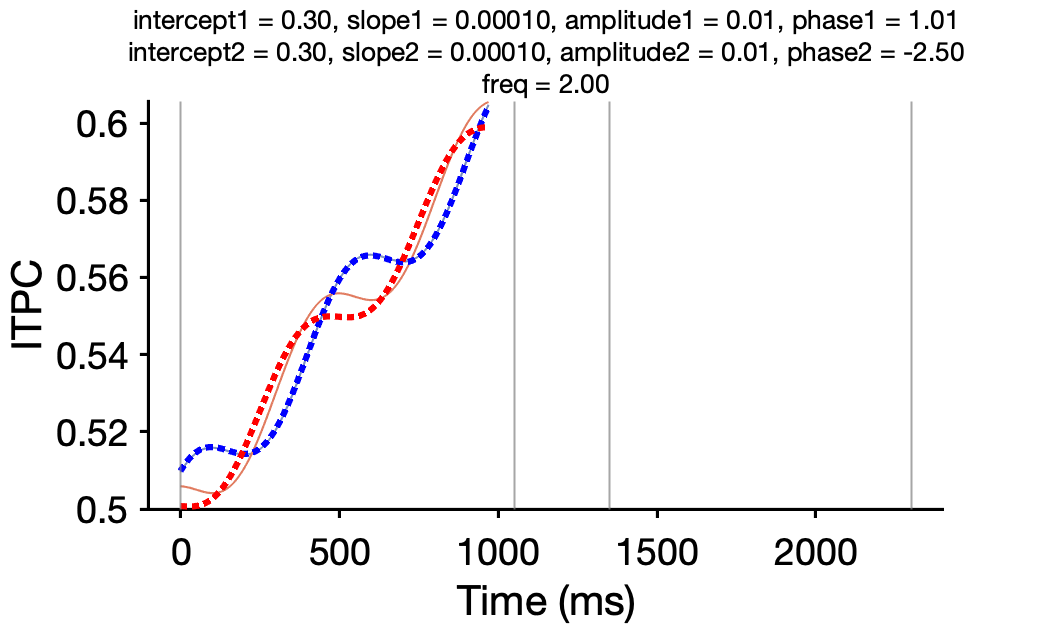 intercept1 = 0.30, slope1 = 0.00010, amplitude1 = 0.01, phase1 = 1.01
intercept2 = 0.30, slope2 = 0.00010, amplitude2 = 0.01, phase2 = -2.50
freq = 2.00
0.6
0.58
0.56
0.54
0.52
0.5
ITPC
0 500 1000 1500 2000
Time (ms)